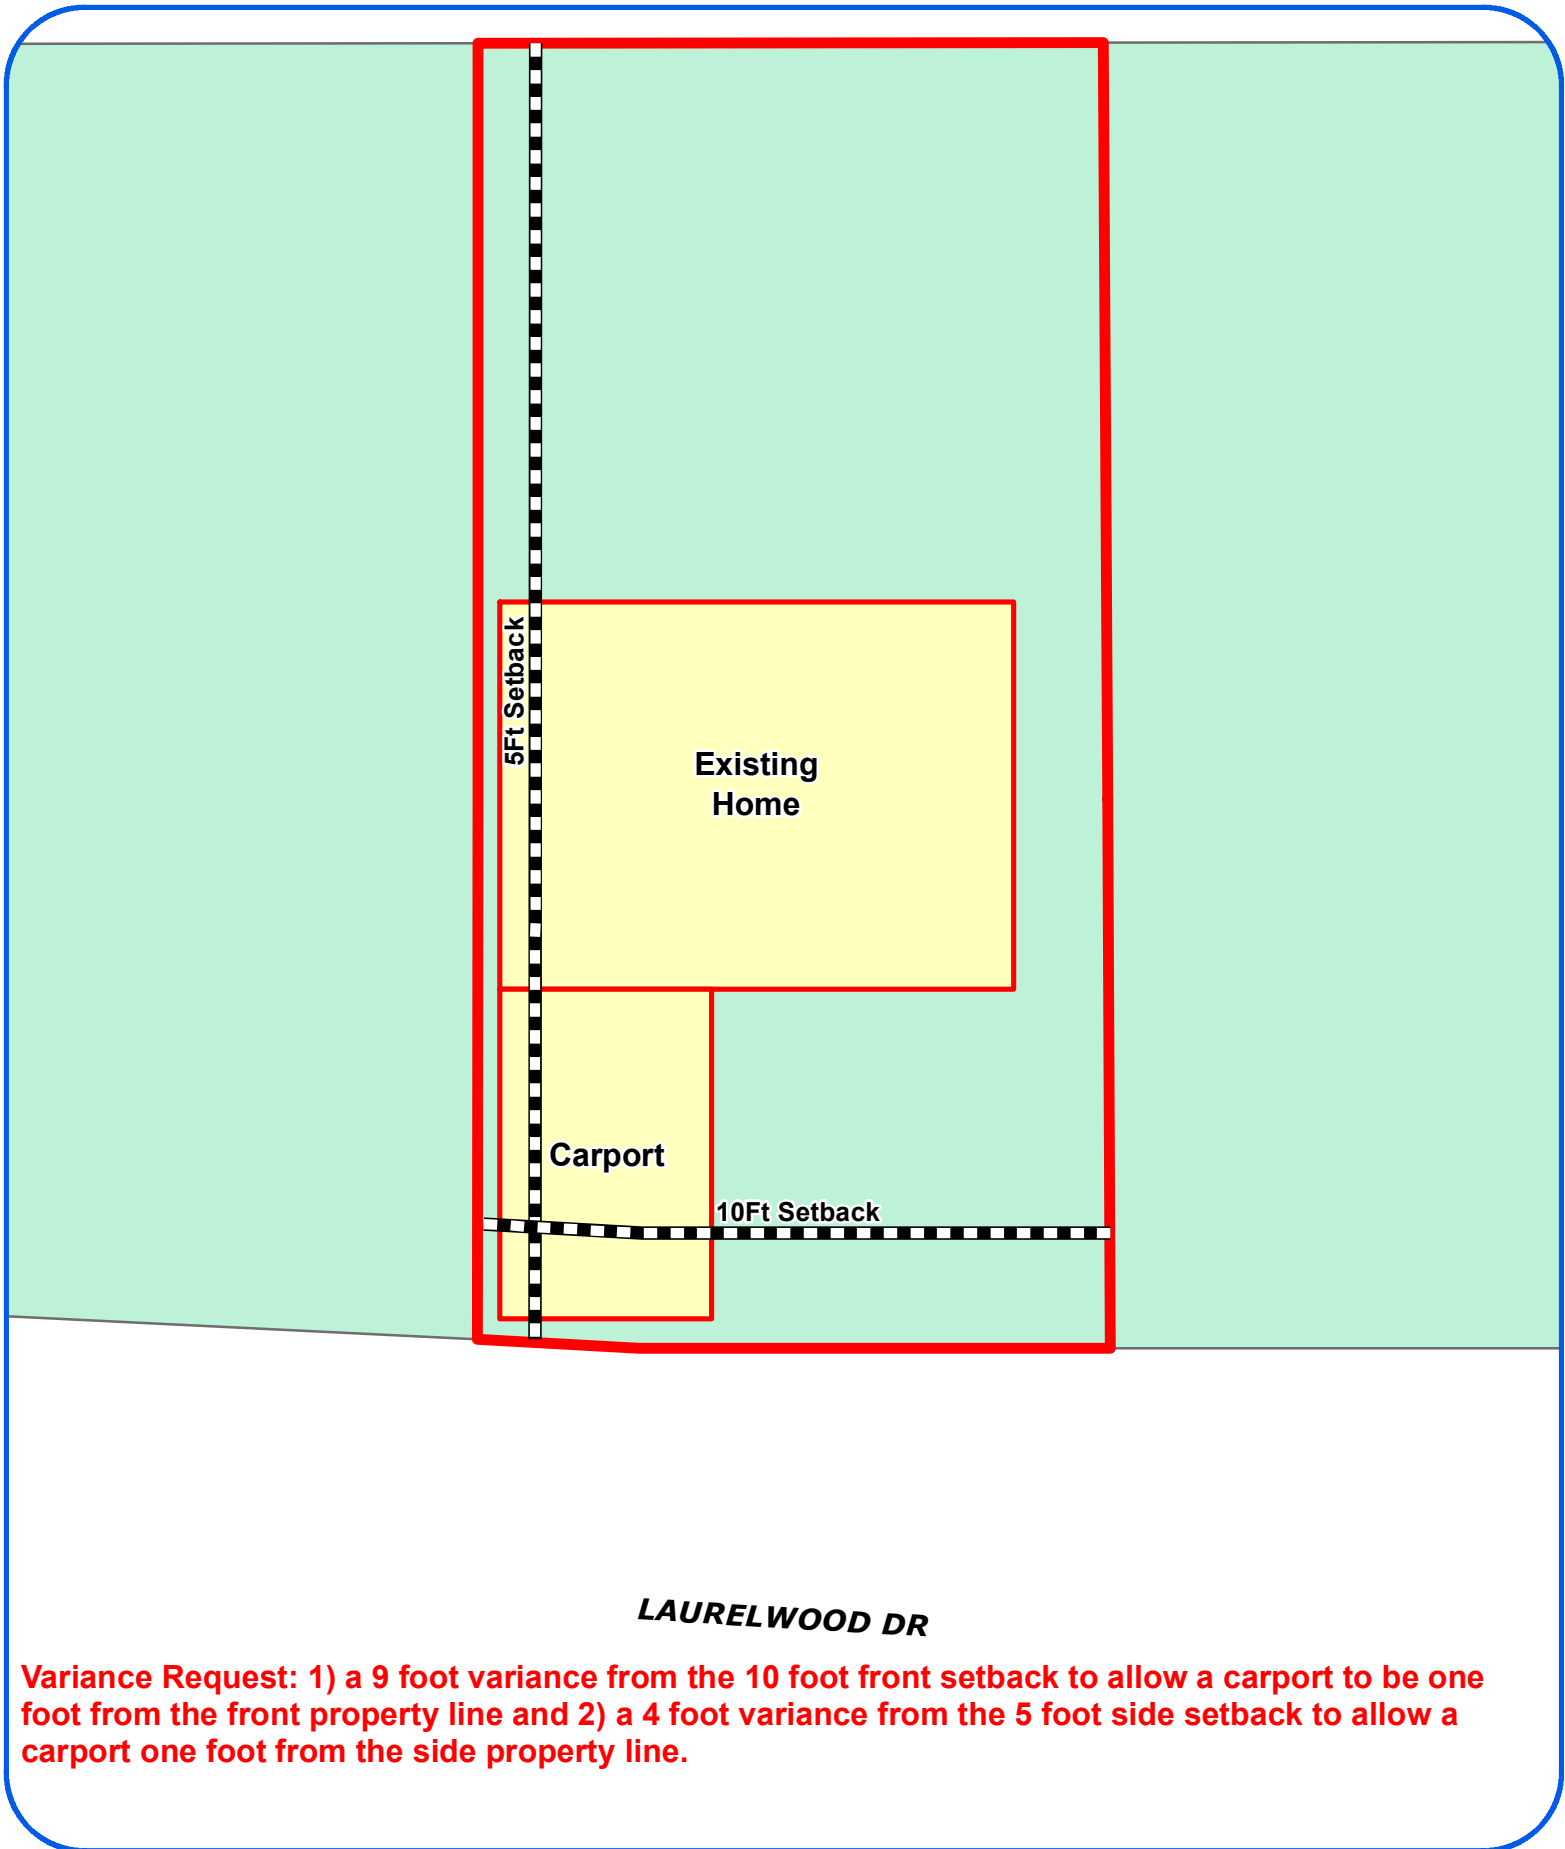 5Ft Setback
Existing
Home
Carport
10Ft Setback
LAURELWOOD DR
Variance Request: 1) a 9 foot variance from the 10 foot front setback to allow a carport to be one
foot from the front property line and 2) a 4 foot variance from the 5 foot side setback to allow a
carport one foot from the side property line.